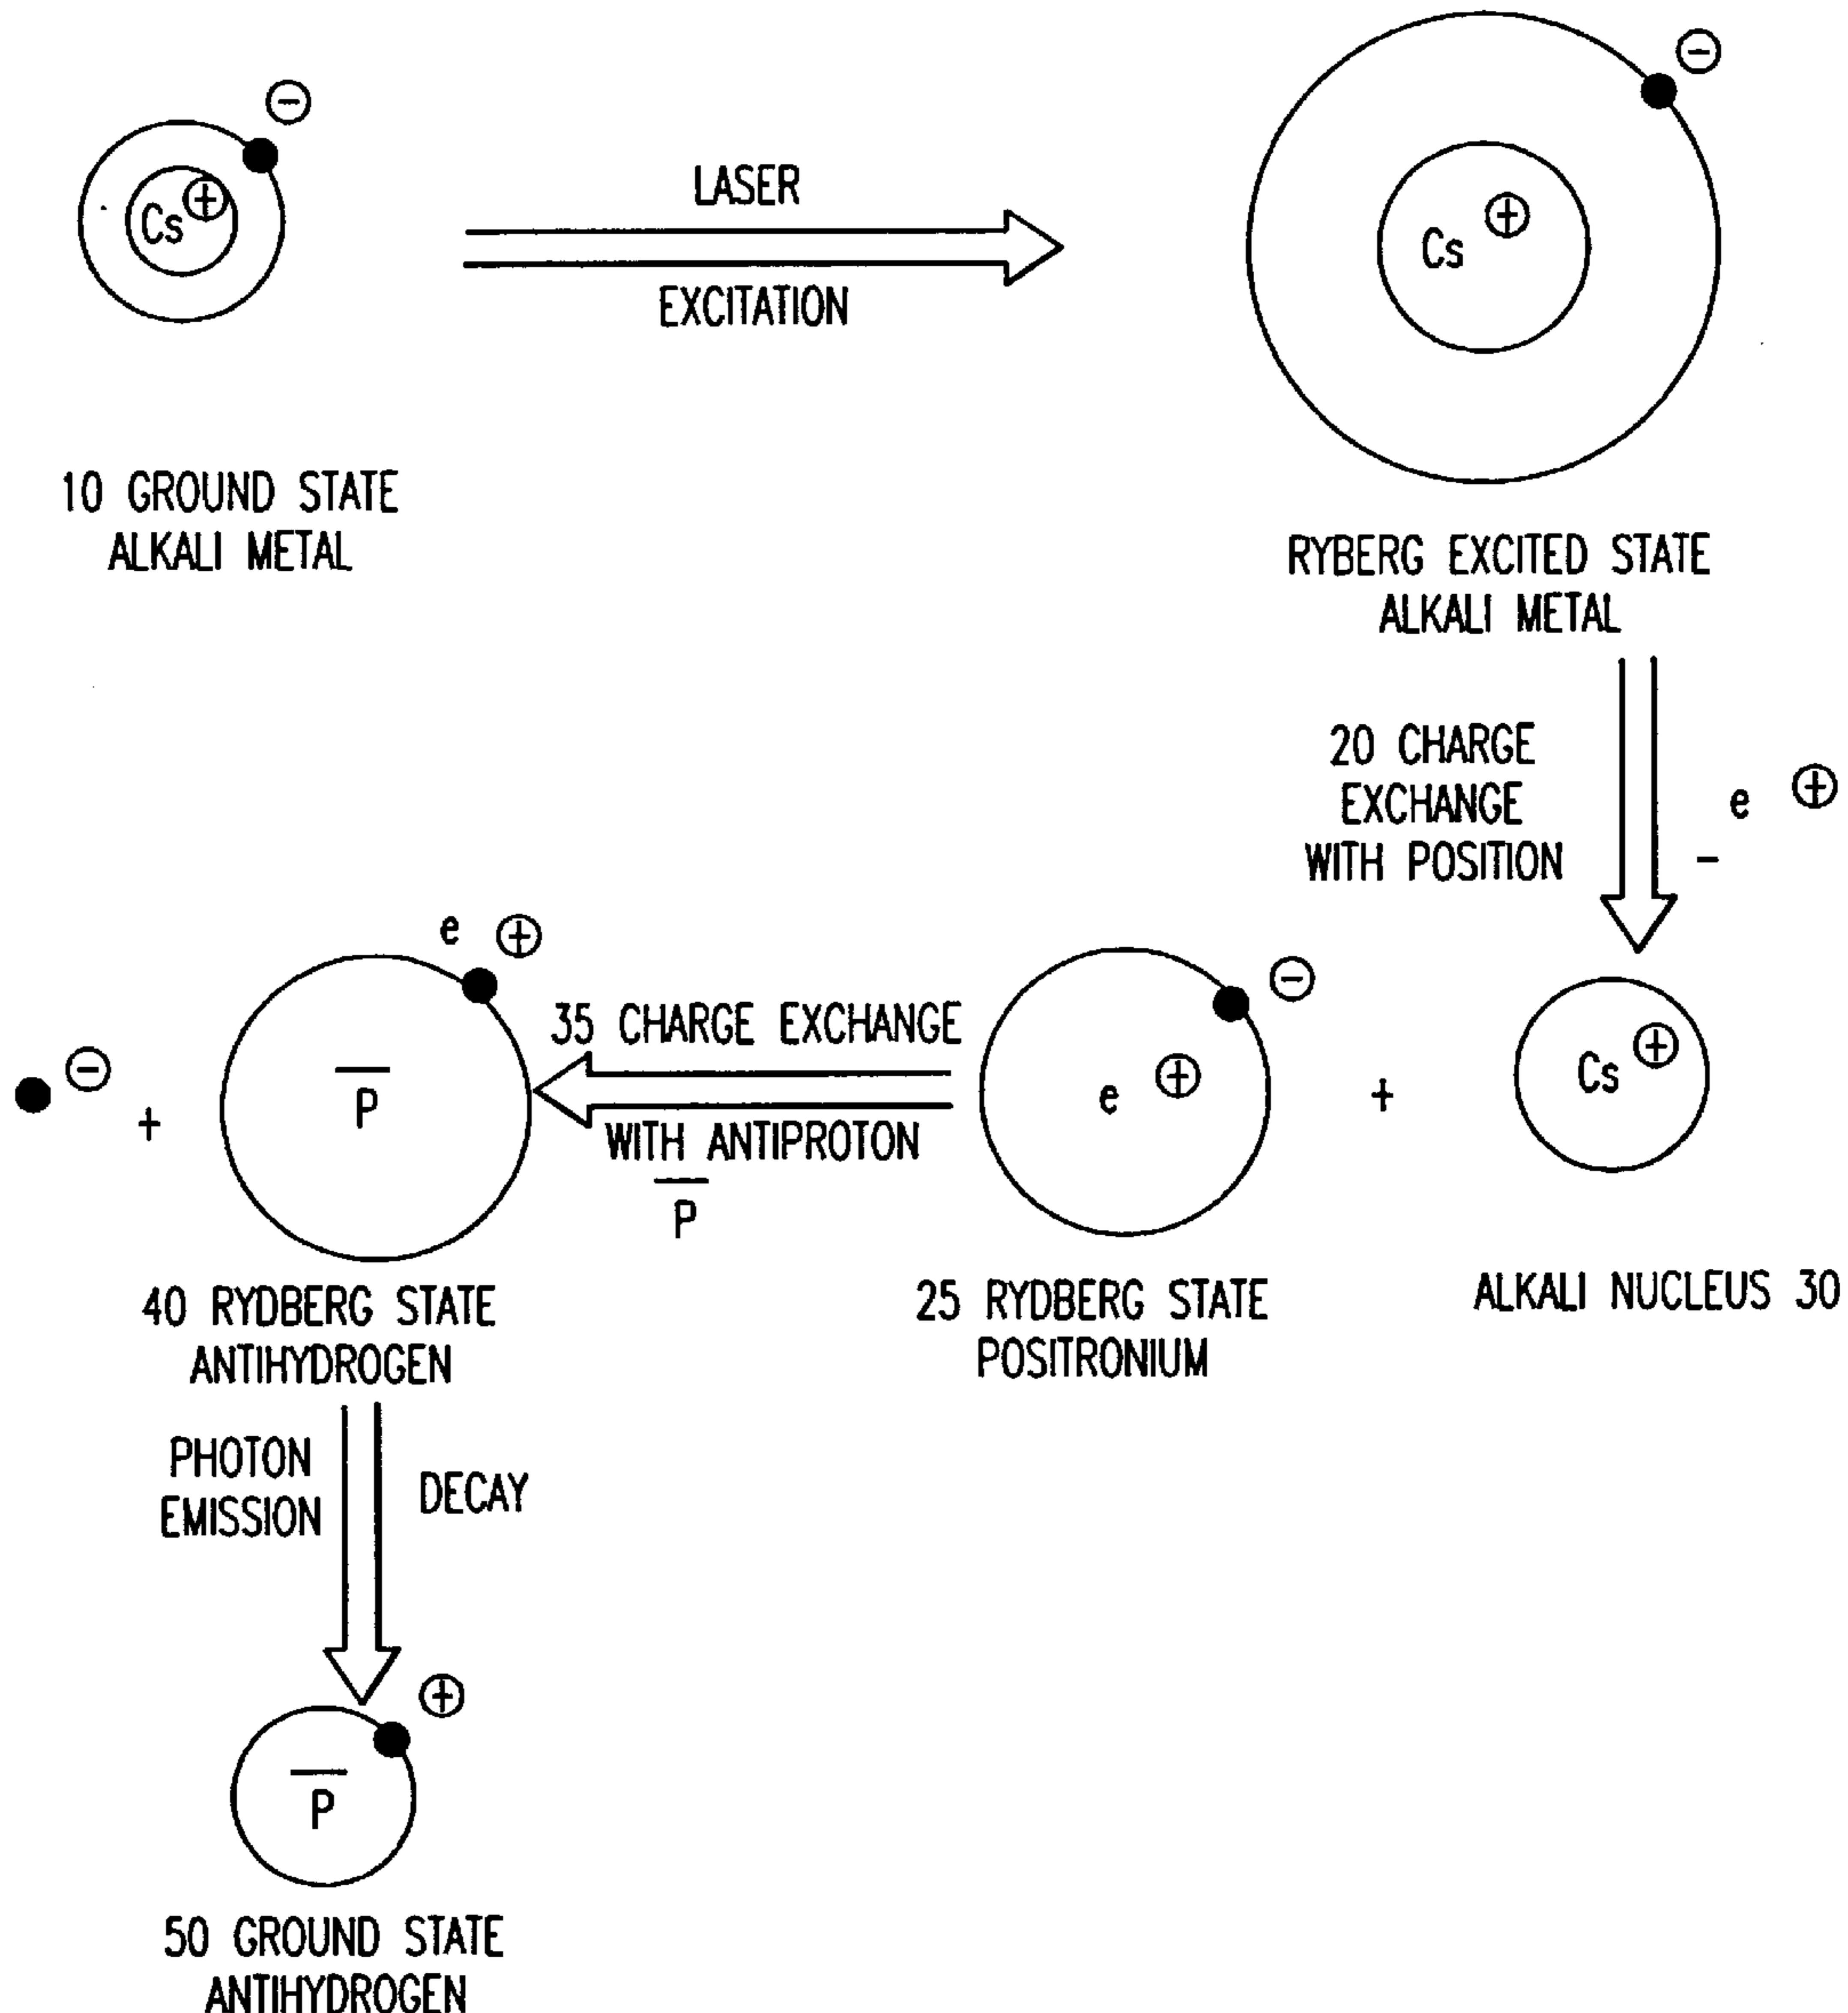 ⊖
Cs ⊕
10 GROUND STATE
ALKALI METAL
LASER
EXCITATION
⊖
Cs ⊕
RYBERG EXCITED STATE
ALKALI METAL
20 CHARGE
EXCHANGE
WITH POSITION
e ⊕
-
Cs ⊕
ALKALI NUCLEUS 30
+
⊖
e ⊕
25 RYDBERG STATE
POSITRONIUM
35 CHARGE EXCHANGE
WITH ANTIPROTON
P̅
e ⊕
P̅
⊖
+
40 RYDBERG STATE
ANTIHYDROGEN
PHOTON
EMISSION
DECAY
⊕
P̅
50 GROUND STATE
ANTIHYDROGEN